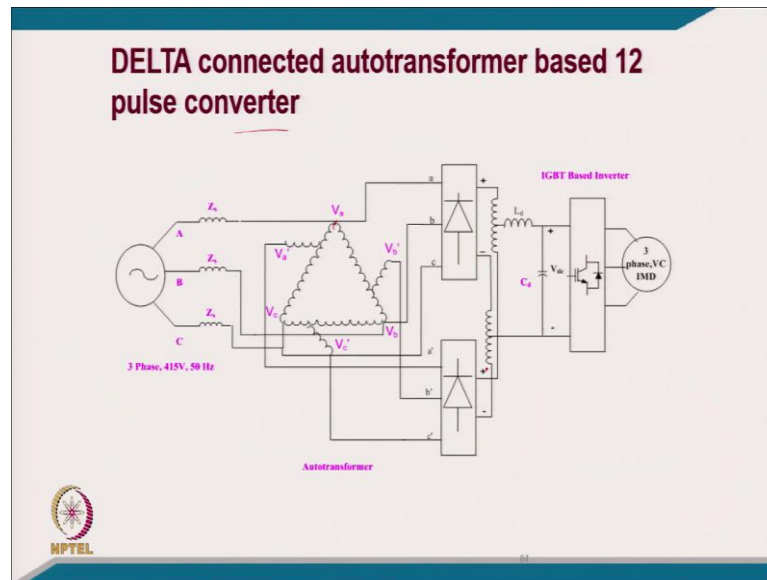 DELTA connected autotransformer based 12
pulse converter
IGBT Based Inverter
Zs
Va
a
+
Ld
A
b
-
+
Va'
Vb'
Zs
c
Vdc
3
phase,VC
IMD
B
Cd
Zs
Vc
Vb
-
C
Vc'
a'
3 Phase, 415V, 50 Hz
+
b'
-
c'
Autotransformer
NPTEL
64